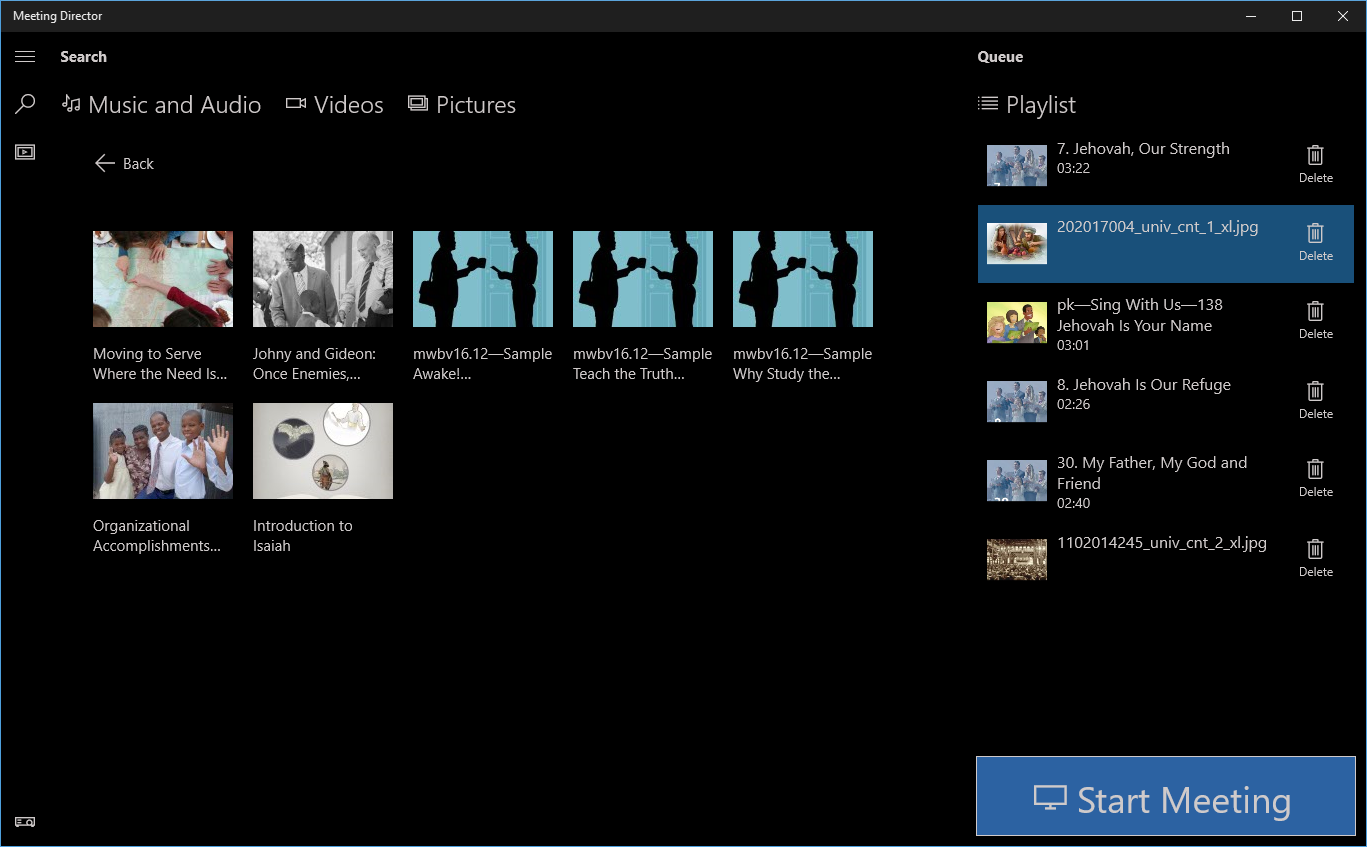 Meeting Director
Search
Music and Audio
Videos
Pictures
Back
Moving to Serve
Where the Need Is...
Johny and Gideon:
Once Enemies,...
mwbv16.12—Sample
Awake!...
mwbv16.12—Sample
Teach the Truth...
mwbv16.12—Sample
Why Study the...
Organizational
Accomplishments...
Introduction to
Isaiah
Queue
Playlist
7. Jehovah, Our Strength
03:22
Delete
202017004_univ_cnt_1_xl.jpg
Delete
pk—Sing With Us—138
Jehovah Is Your Name
03:01
Delete
8. Jehovah Is Our Refuge
02:26
Delete
30. My Father, My God and
Friend
02:40
Delete
1102014245_univ_cnt_2_xl.jpg
Delete
Start Meeting